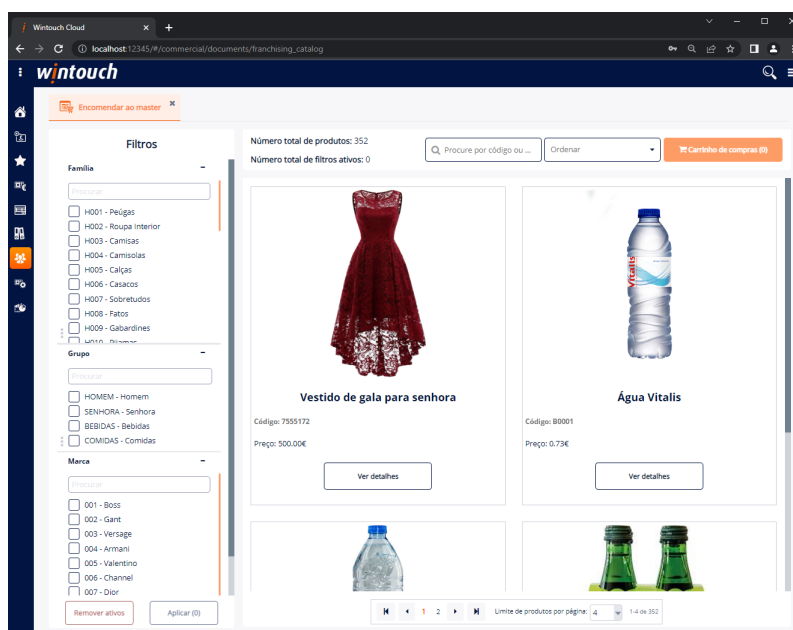 Wintouch Cloud
localhost:12345/#/commercial/documents/franchising_catalog
wintouch
Encomendar ao master
Filtros
Família
Procurar
H001 - Peúgas
H002 - Roupa Interior
H003 - Camisas
H004 - Camisolas
H005 - Calças
H006 - Casacos
H007 - Sobretudos
H008 - Fatos
H009 - Gabardines
H010 - Pijamas
Grupo
Procurar
HOMEM - Homem
SENHORA - Senhora
BEBIDAS - Bebidas
COMIDAS - Comidas
Marca
Procurar
001 - Boss
002 - Gant
003 - Versage
004 - Armani
005 - Valentino
006 - Channel
007 - Dior
Remover ativos
Aplicar (0)
Número total de produtos: 352
Número total de filtros ativos: 0
Procure por código ou ...
Ordenar
Carrinho de compras (0)
Vestido de gala para senhora
Código: 7555172
Preço: 500.00€
Ver detalhes
Vitalis
Água Vitalis
Código: B0001
Preço: 0.73€
Ver detalhes
1 2
Limite de produtos por página: 4
1-4 de 352